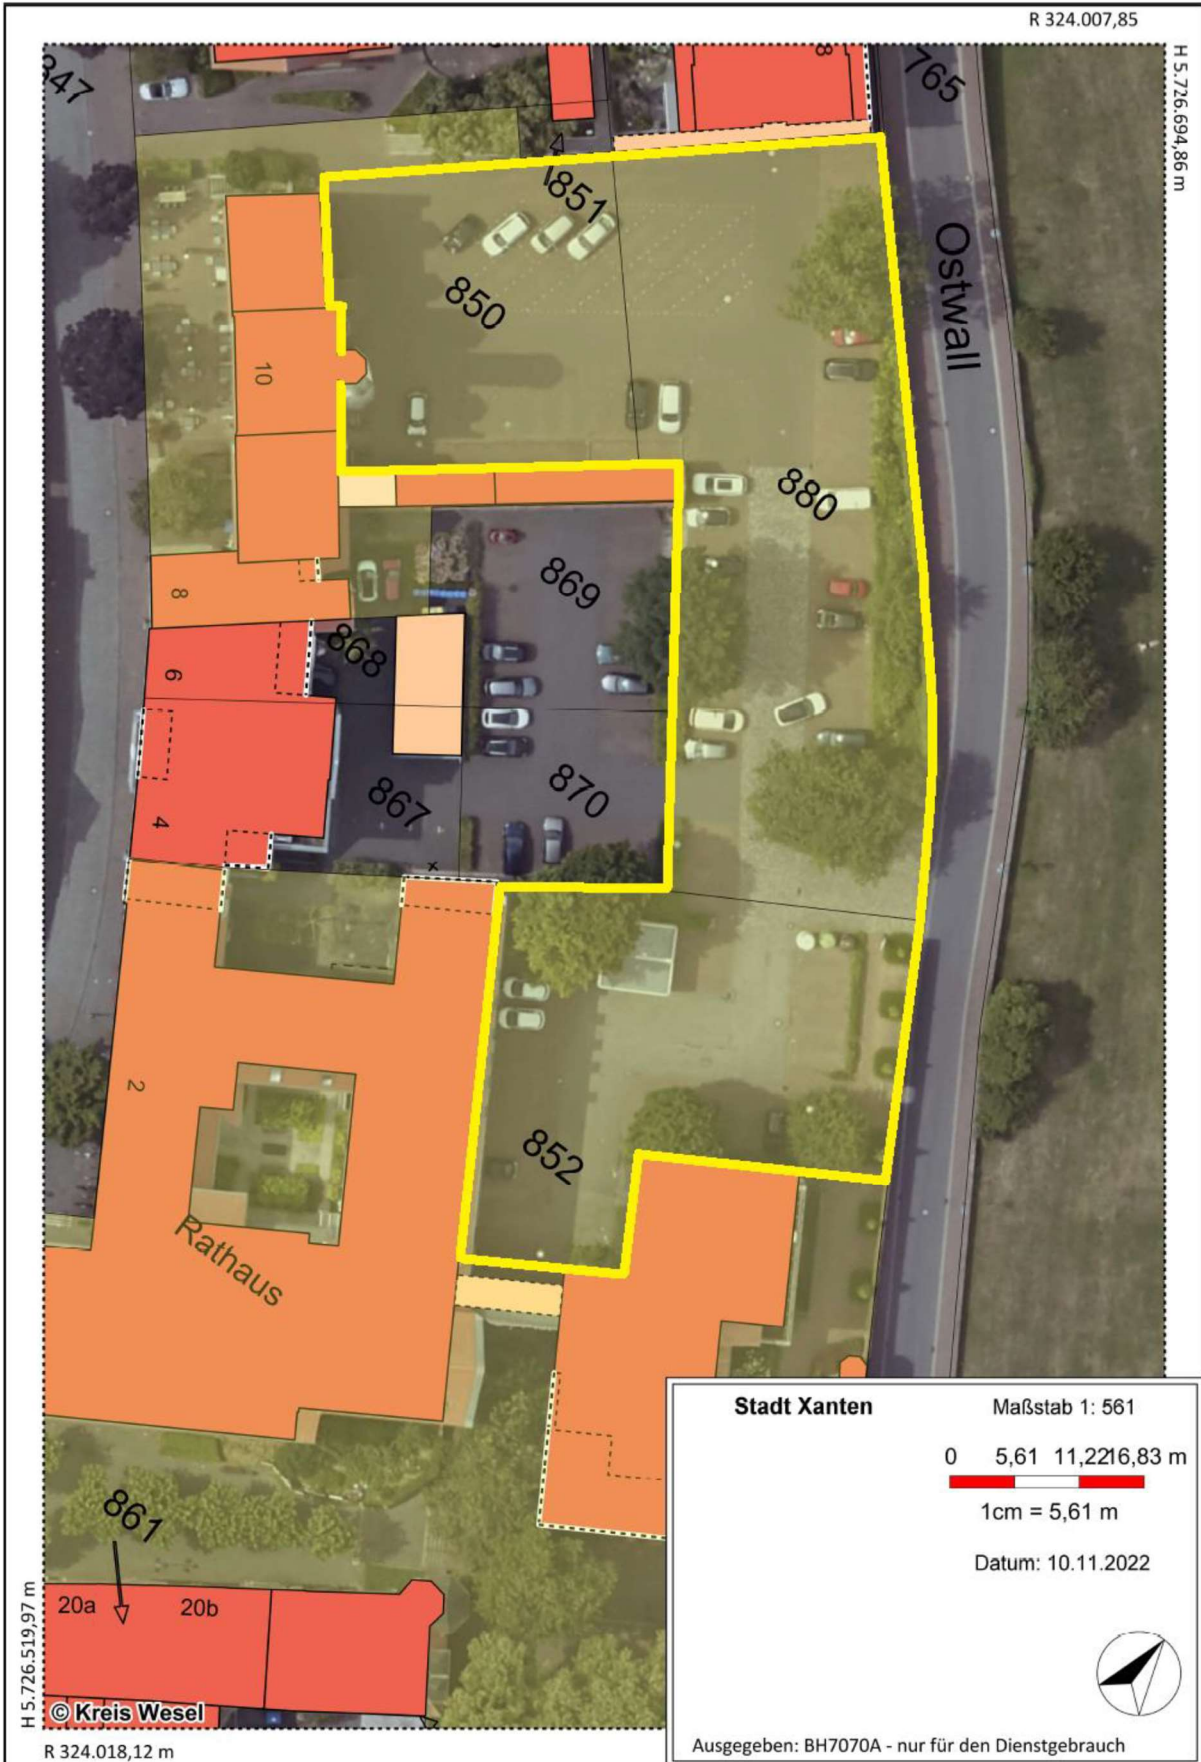 R 324.007,85
H 5.726.694,86 m
347
765
8
851
850
Ostwall
10
880
869
8
868
6
870
867
4
852
2
Rathaus
861
20a 20b
© Kreis Wesel
H 5.726.519,97 m
R 324.018,12 m
Stadt Xanten
Maßstab 1: 561
0 5,61 11,2216,83 m
1cm = 5,61 m
Datum: 10.11.2022
Ausgegeben: BH7070A - nur für den Dienstgebrauch